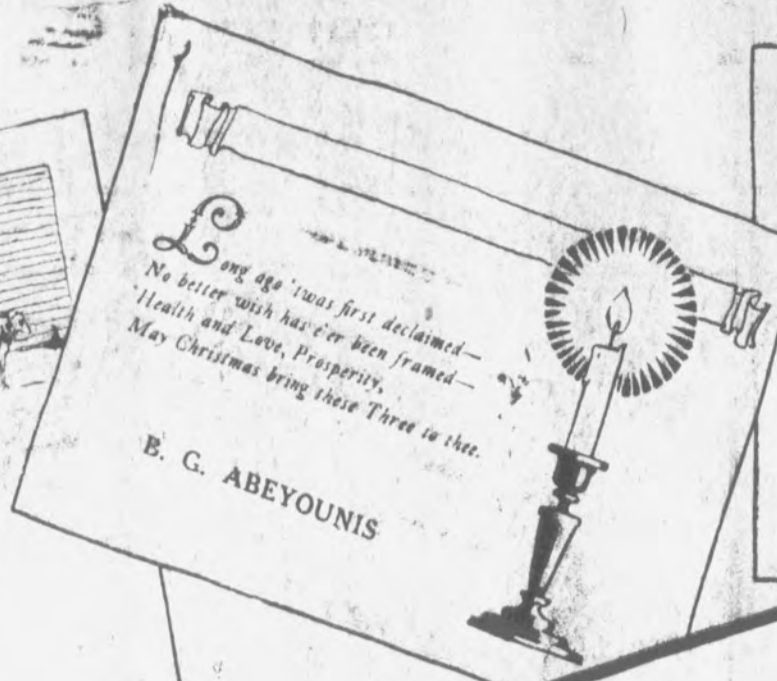 Long ago 'twas first declaimed—
No better wish has e'er been framed—
'Health and Love, Prosperity,
May Christmas bring these Three to thee.
B. G. ABEYOUNIS